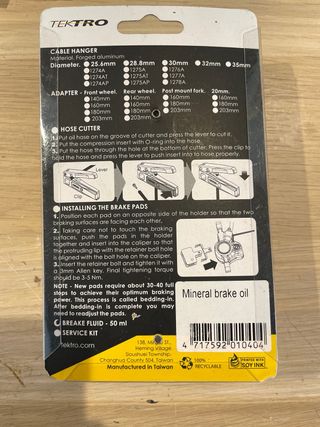 TEKTRO
CABLE HANGER
Material. Forged aluminum
Diameter. 25.6mm 28.8mm 30mm 32mm 35mm
1274A 1275A 1276A
1274AT 1275AT 1277A
1274AP 1275AP 1278A
ADAPTER - Front wheel. Rear wheel. Post mount. 20mm.
140mm 140mm 160mm 160mm
160mm 160mm 180mm 180mm
180mm 180mm 203mm 203mm
203mm 203mm
HOSE CUTTER
1. Put oil hose on the groove of cutter and press the lever to cut it.
2. Put the compression insert with O-ring into the hose.
3. Put the hose through the hole at the bottom of cutter. Press the clip to
hold the hose and press the lever to push insert into hose properly.
Lever
Clip
INSTALLING THE BRAKE PADS
1. Position each pad on an opposite side of the holder so that the two
braking surfaces are facing each other.
2. Taking care not to touch the braking
surfaces, push the pads in the holder
together and insert into the caliper so that
the protruding lip with the retainer bolt hole
is aligned with the bolt hole on the caliper.
3. Insert the retainer bolt and tighten it with
a 3mm Allen key. Final tightening torque
should be 3-5 Nm.
NOTE - New pads require about 30-40 full
stops to achieve their optimum braking
power. This process is called bedding-in.
After bedding-in is complete you may
need to readjust the pads.
BREAKE FLUID - 50 ml
SERVICE KIT
tektro.com
Mineral brake oil
4 717592 010404
138, St.,
Heming Village,
Sioushuei Township,
Changhua County 504, Taiwan
Manufactured in Taiwan
100%
RECYCLABLE
PRINTED WITH
SOY INK